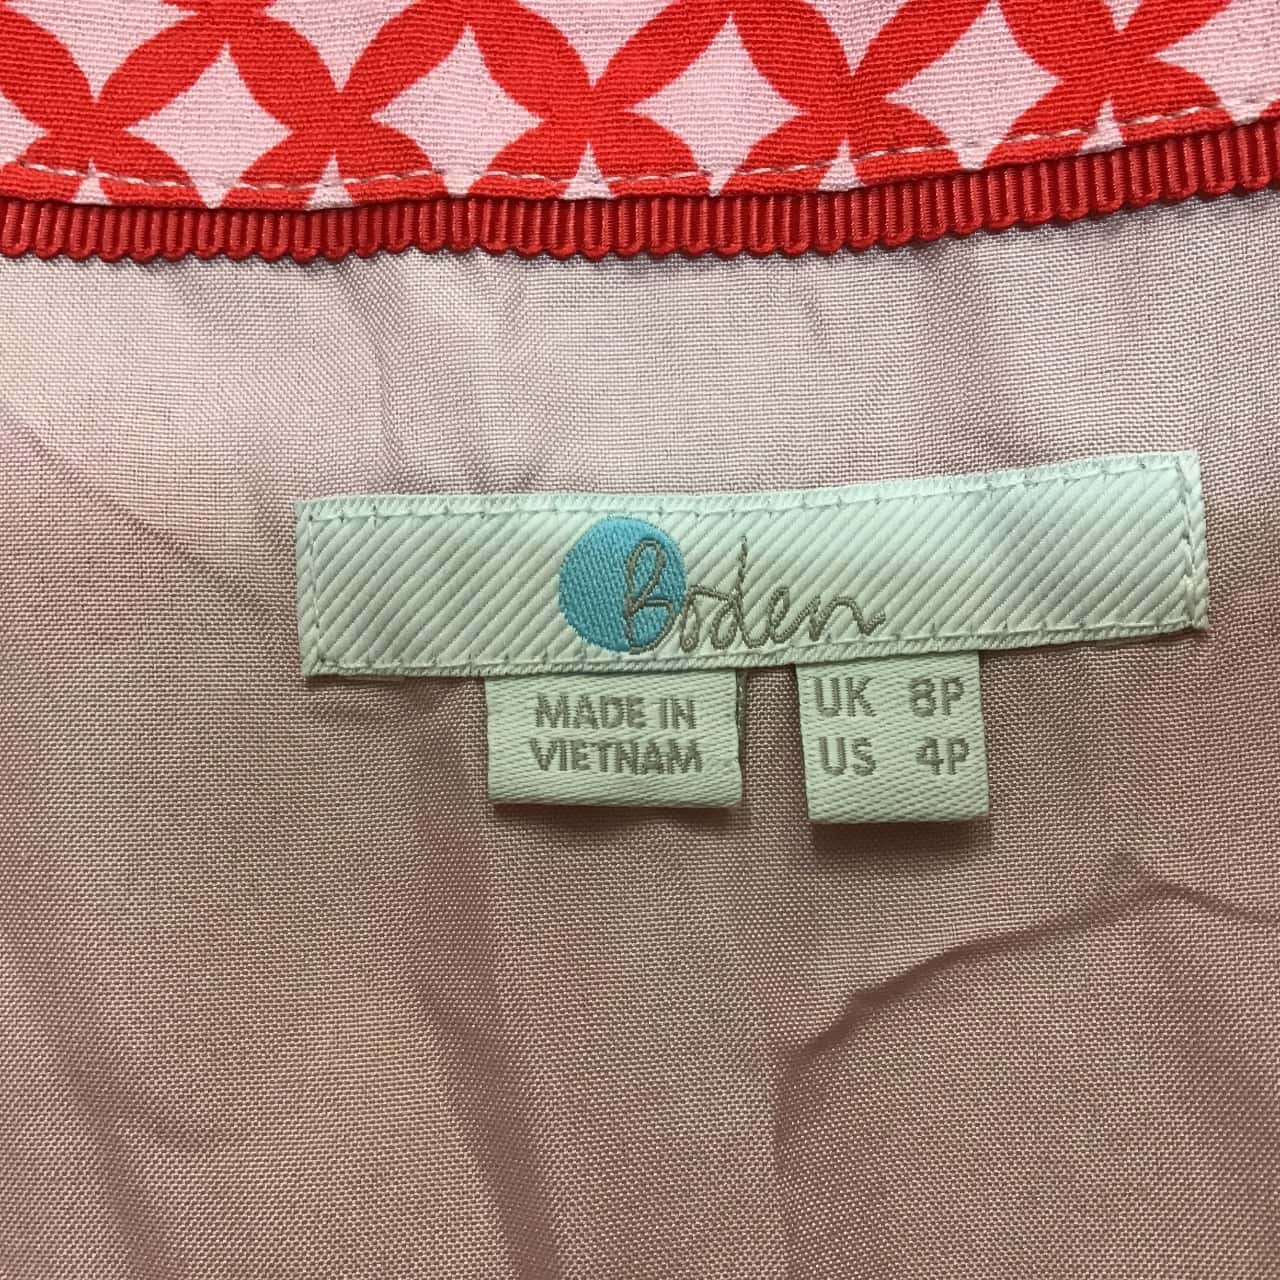 Boden
MADE IN
VIETNAM
UK 8P
US 4P